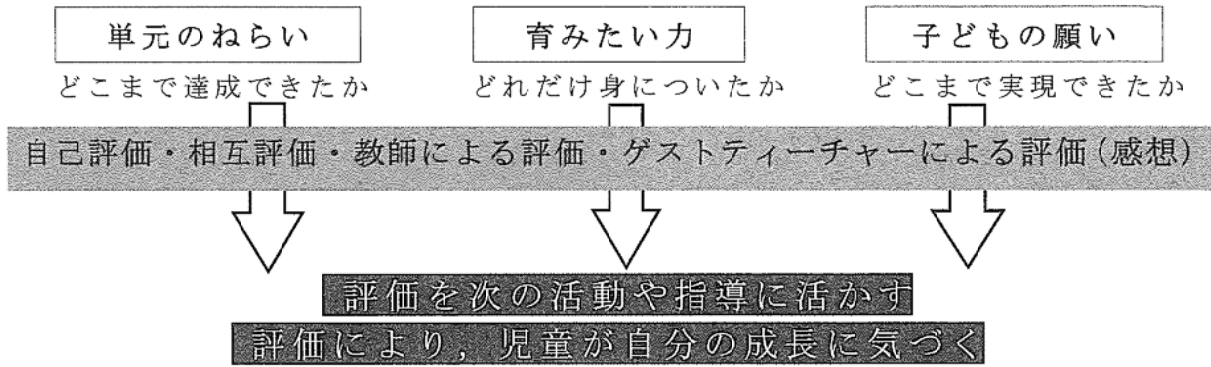 単元のねらい
育みたい力
子どもの願い
どこまで達成できたか
どれだけ身についたか
どこまで実現できたか
自己評価・相互評価・教師による評価・ゲストティーチャーによる評価(感想)
評価を次の活動や指導に活かす
評価により,児童が自分の成長に気づく